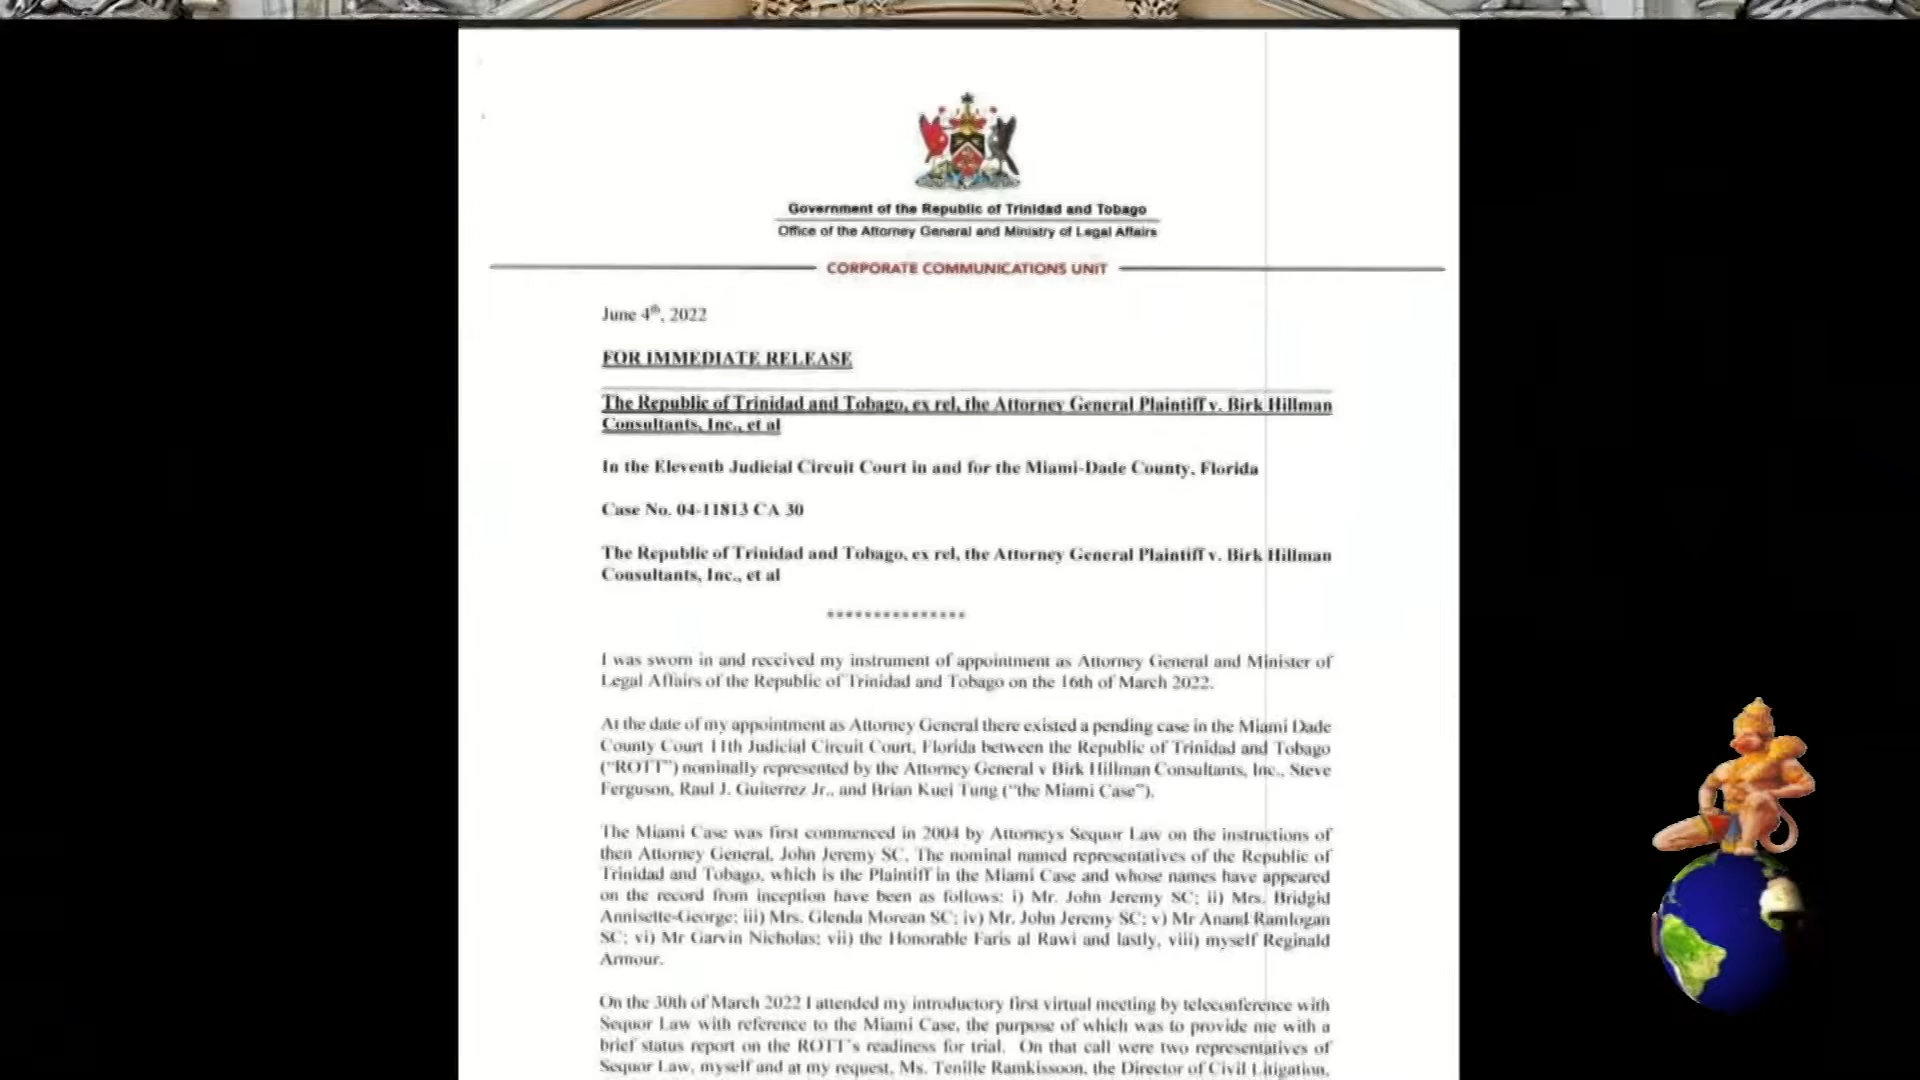 Government of the Republic of Trinidad and Tobago
Office of the Attorney General and Ministry of Legal Affairs
CORPORATE COMMUNICATIONS UNIT
June 4th, 2022
FOR IMMEDIATE RELEASE
The Republic of Trinidad and Tobago, ex rel, the Attorney General Plaintiff v. Birk Hillman
Consultants, Inc., et al
In the Eleventh Judicial Circuit Court in and for the Miami-Dade County, Florida
Case No. 04-11813 CA 30
The Republic of Trinidad and Tobago, ex rel, the Attorney General Plaintiff v. Birk Hillman
Consultants, Inc., et al
***************
I was sworn in and received my instrument of appointment as Attorney General and Minister of
Legal Affairs of the Republic of Trinidad and Tobago on the 16th of March 2022.
At the date of my appointment as Attorney General there existed a pending case in the Miami Dade
County Court 11th Judicial Circuit Court, Florida between the Republic of Trinidad and Tobago
("ROTT") nominally represented by the Attorney General v Birk Hillman Consultants, Inc., Steve
Ferguson, Raul J. Guiterrez Jr., and Brian Kuei Tung ("the Miami Case").
The Miami Case was first commenced in 2004 by Attorneys Sequor Law on the instructions of
then Attorney General, John Jeremy SC. The nominal named representatives of the Republic of
Trinidad and Tobago, which is the Plaintiff in the Miami Case and whose names have appeared
on the record from inception have been as follows: i) Mr. John Jeremy SC; ii) Mrs. Bridgid
Annisette-George; iii) Mrs. Glenda Morean SC; iv) Mr. John Jeremy SC; v) Mr Anand Ramlogan
SC; vi) Mr Garvin Nicholas; vii) the Honorable Faris al Rawi and lastly, viii) myself Reginald
Armour.
On the 30th of March 2022 I attended my introductory first virtual meeting by teleconference with
Sequor Law with reference to the Miami Case, the purpose of which was to provide me with a
brief status report on the ROTT's readiness for trial. On that call were two representatives of
Sequor Law, myself and at my request, Ms. Tenille Ramkissoon, the Director of Civil Litigation,